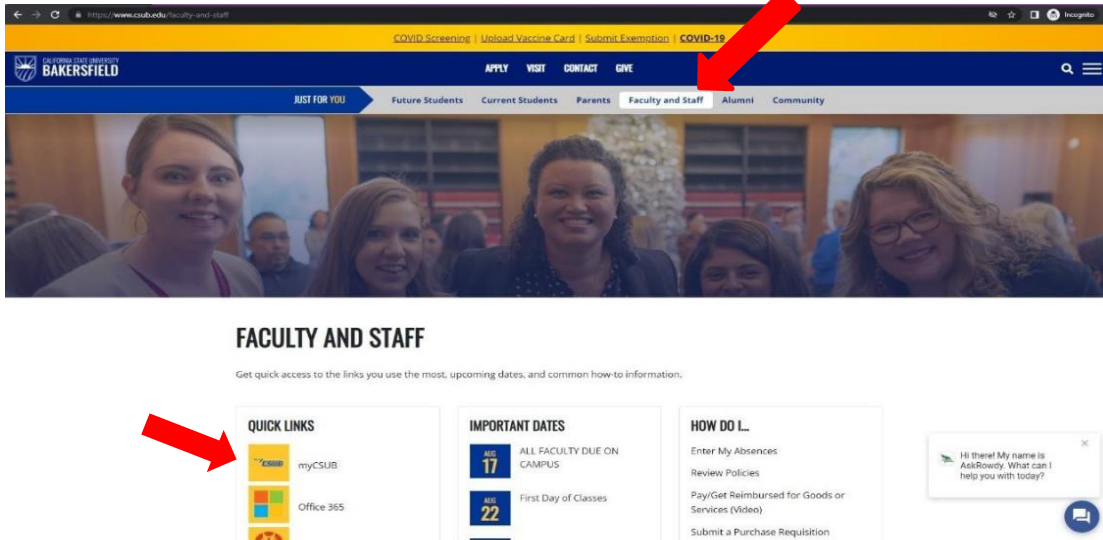 https://www.csub.edu/faculty-and-staff
Incognito
COVID Screening | Upload Vaccine Card | Submit Exemption | COVID-19
CALIFORNIA STATE UNIVERSITY
BAKERSFIELD
APPLY VISIT CONTACT GIVE
JUST FOR YOU
Future Students Current Students Parents Faculty and Staff Alumni Community
FACULTY AND STAFF
Get quick access to the links you use the most, upcoming dates, and common how-to information.
QUICK LINKS
myCSUB
myCSUB
Office 365
IMPORTANT DATES
AUG
17
ALL FACULTY DUE ON
CAMPUS
AUG
22
First Day of Classes
HOW DO I...
Enter My Absences
Review Policies
Pay/Get Reimbursed for Goods or
Services (Video)
Submit a Purchase Requisition
Hi there! My name is
AskRowdy. What can I
help you with today?